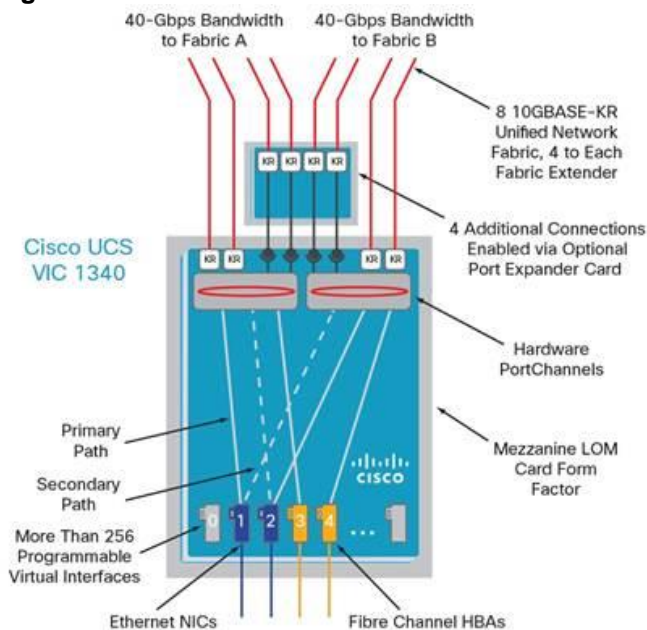 40-Gbps Bandwidth
to Fabric A
40-Gbps Bandwidth
to Fabric B
8 10GBASE-KR
Unified Network
Fabric, 4 to Each
Fabric Extender
KR KR KR KR
4 Additional Connections
Enabled via Optional
Port Expander Card
Cisco UCS
VIC 1340
KR KR KR KR
Hardware
PortChannels
Primary
Path
Mezzanine LOM
Card Form
Factor
CISCO
Secondary
Path
0 1 2 3 4 ...
More Than 256
Programmable
Virtual Interfaces
Ethernet NICs
Fibre Channel HBAs